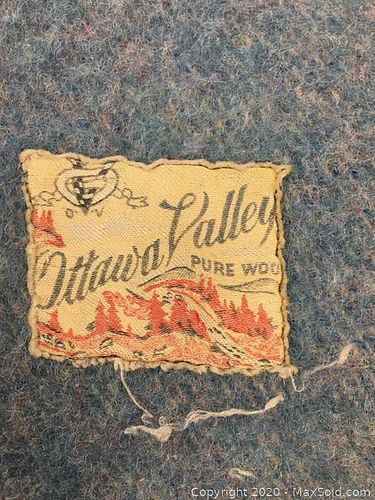 O V
Ottawa Valley
PURE WOO
Copyright © 2020 - MaxSold.com